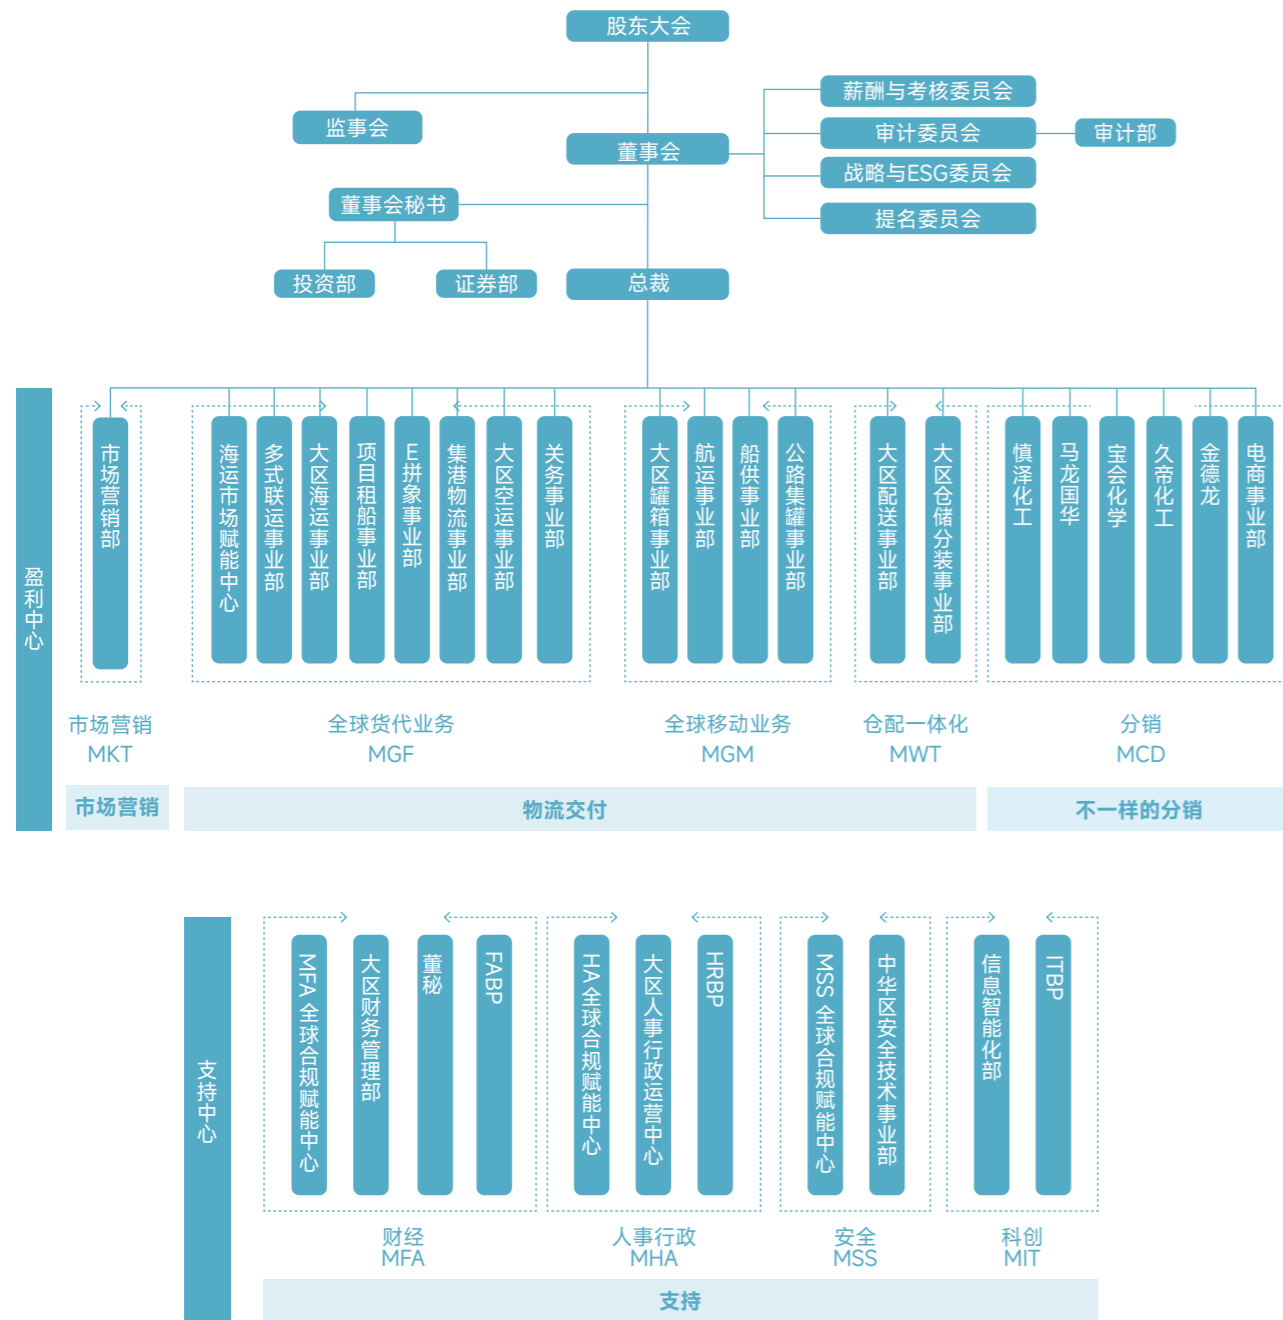 股东大会
监事会
董事会
薪酬与考核委员会
审计委员会
审计部
战略与ESG委员会
提名委员会
董事会秘书
投资部
证券部
总裁
盈利中心
市场营销部
海运市场赋能中心
多式联运事业部
大区海运事业部
项目租船事业部
E拼象事业部
集港物流事业部
大区空运事业部
关务事业部
大区罐箱事业部
航运事业部
船供事业部
公路集罐事业部
大区配送事业部
大区仓储分装事业部
慎泽化工
马龙国华
宝会化学
久帝化工
金德龙
电商事业部
市场营销
MKT
全球货代业务
MGF
全球移动业务
MGM
仓配一体化
MWT
分销
MCD
市场营销
物流交付
不一样的分销
支持中心
MFA 全球合规赋能中心
大区财务管理部
董秘
FABP
HA 全球合规赋能中心
大区人事行政运营中心
HRBP
MSS 全球合规赋能中心
中华区安全技术事业部
信息智能化部
ITBP
财经
MFA
人事行政
MHA
安全
MSS
科创
MIT
支持